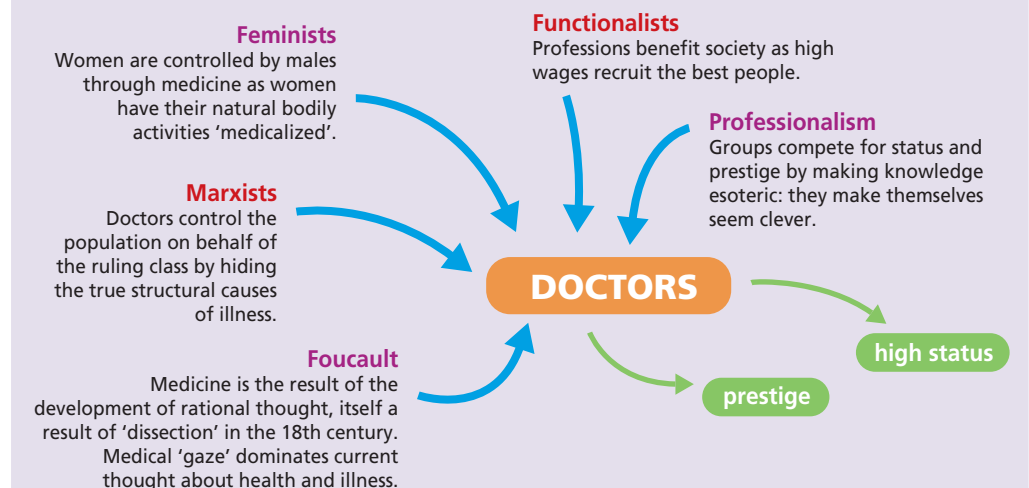 Feminists
Women are controlled by males
through medicine as women
have their natural bodily
activities ‘medicalized’.
Functionalists
Professions benefit society as high
wages recruit the best people.
Professionalism
Groups compete for status and
prestige by making knowledge
esoteric: they make themselves
seem clever.
Marxists
Doctors control the
population on behalf of
the ruling class by hiding
the true structural causes
of illness.
DOCTORS
high status
prestige
Foucault
Medicine is the result of the
development of rational thought, itself a
result of ‘dissection’ in the 18th century.
Medical ‘gaze’ dominates current
thought about health and illness.